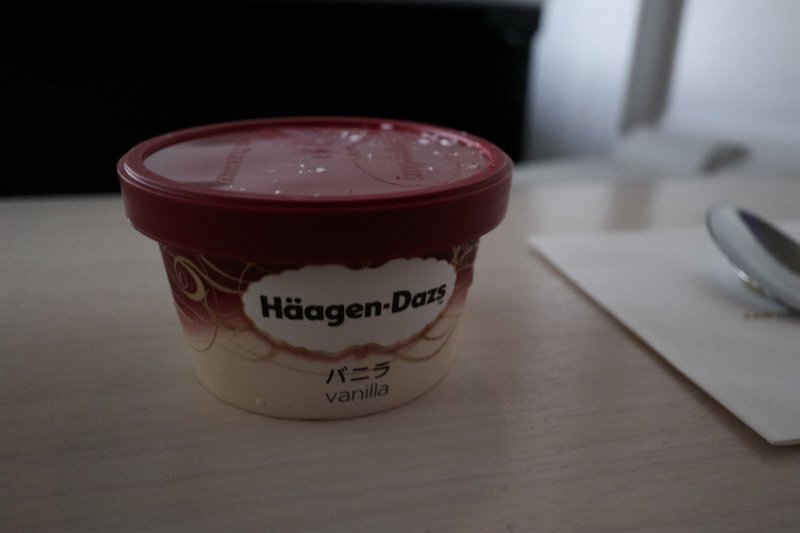 Häagen-Dazs
バニラ
vanilla